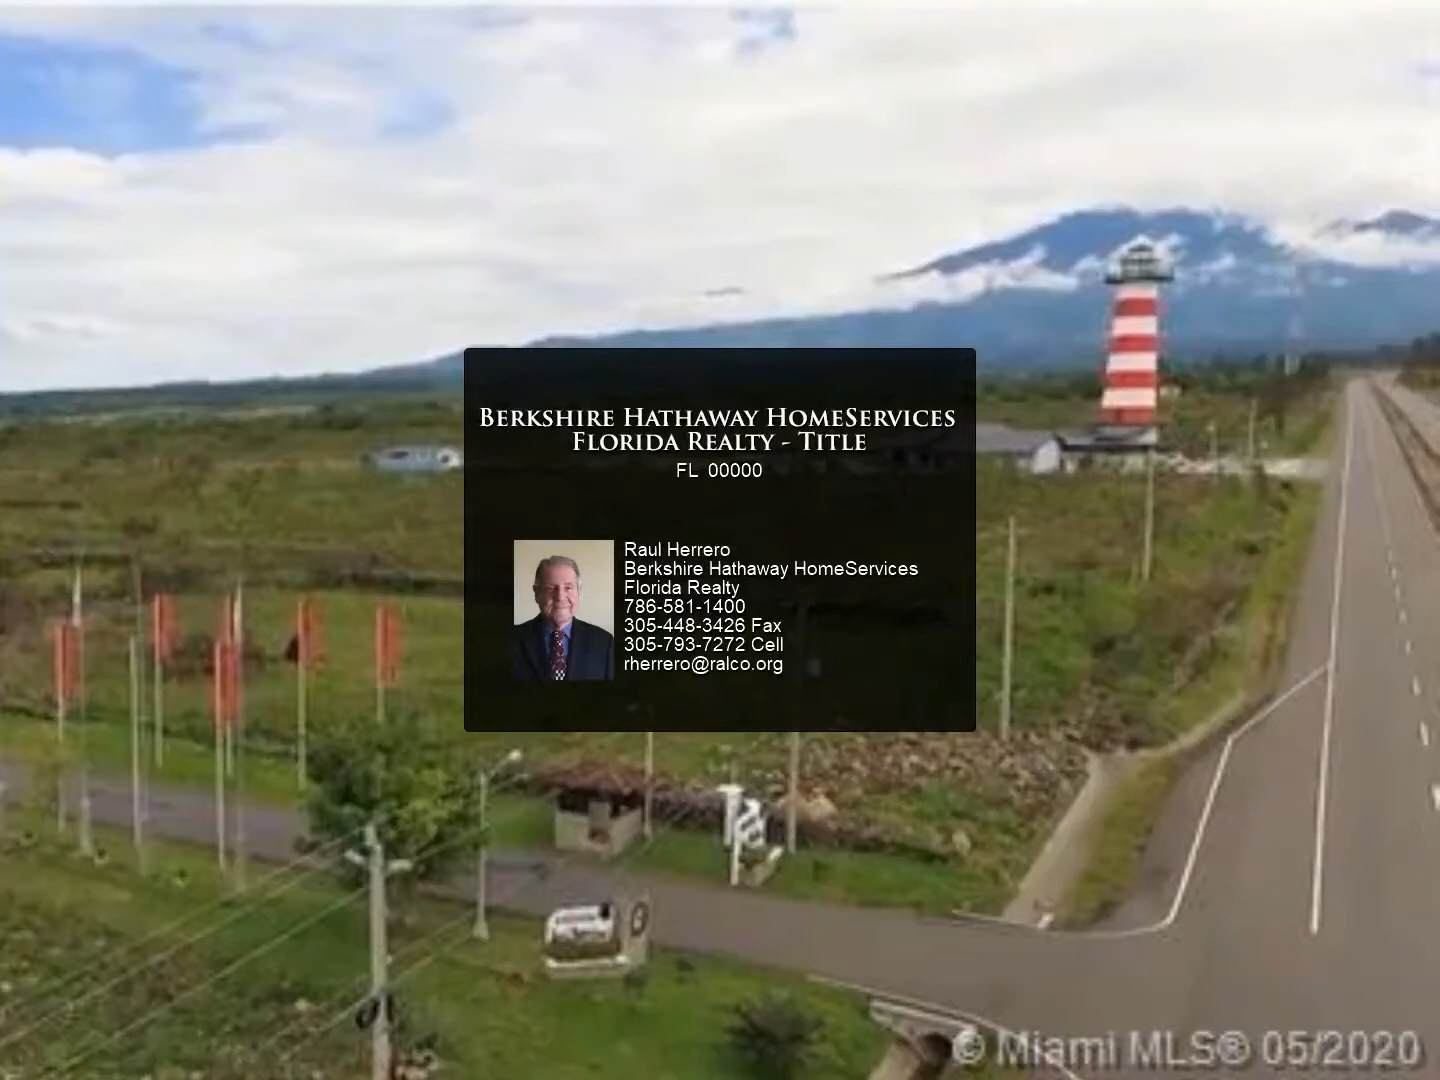 Berkshire Hathaway HomeServices
Florida Realty - Title
FL 00000
Raul Herrero
Berkshire Hathaway HomeServices
Florida Realty
786-581-1400
305-448-3426 Fax
305-793-7272 Cell
rherrero@ralco.org
© Miami MLS® 05/2020